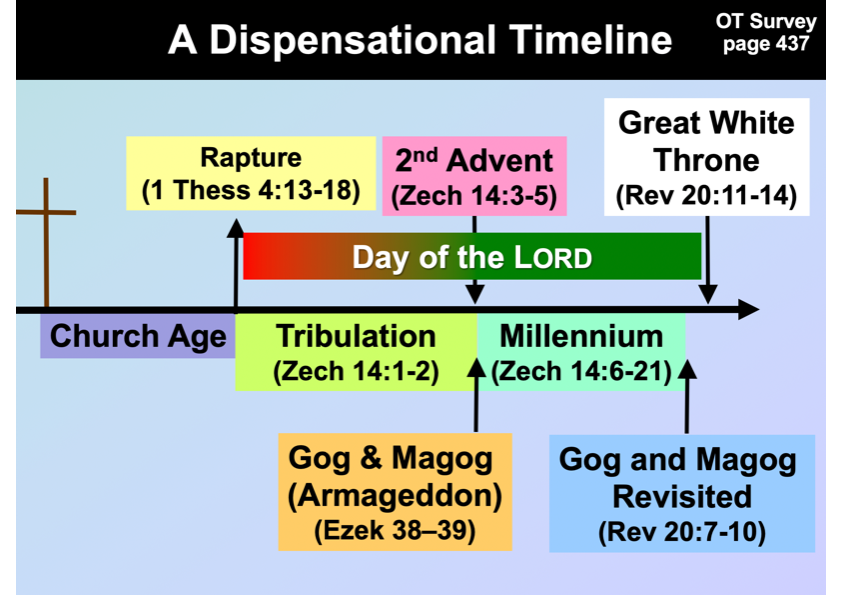 A Dispensational Timeline
OT Survey
page 437
Great White
Throne
(Rev 20:11-14)
Rapture
(1 Thess 4:13-18)
2nd Advent
(Zech 14:3-5)
Day of the LORD
Church Age
Tribulation
(Zech 14:1-2)
Millennium
(Zech 14:6-21)
Gog & Magog
(Armageddon)
(Ezek 38–39)
Gog and Magog
Revisited
(Rev 20:7-10)